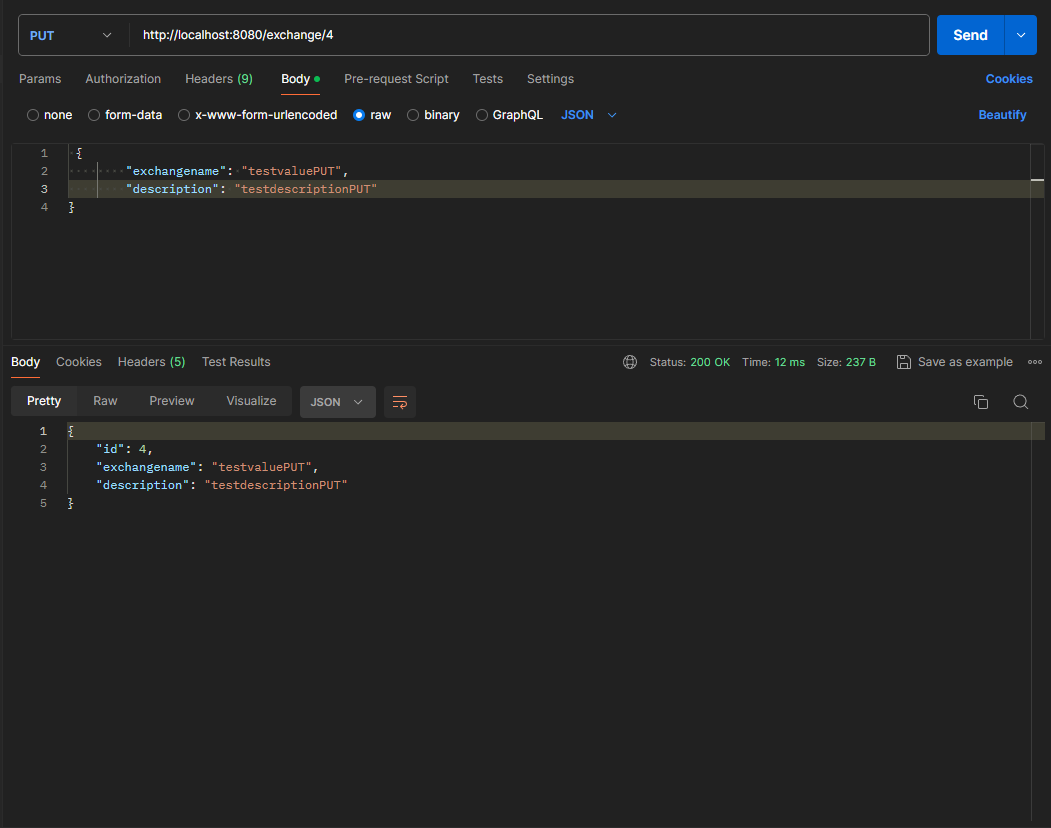 PUT http://localhost:8080/exchange/4 Send
Params Authorization Headers (9) Body Pre-request Script Tests Settings Cookies
none form-data x-www-form-urlencoded raw binary GraphQL JSON Beautify
1 {
2 "exchangename": "testvaluePUT",
3 "description": "testdescriptionPUT"
4 }
Body Cookies Headers (5) Test Results Status: 200 OK Time: 12 ms Size: 237 B Save as example
Pretty Raw Preview Visualize JSON
1 {
2 "id": 4,
3 "exchangename": "testvaluePUT",
4 "description": "testdescriptionPUT"
5 }